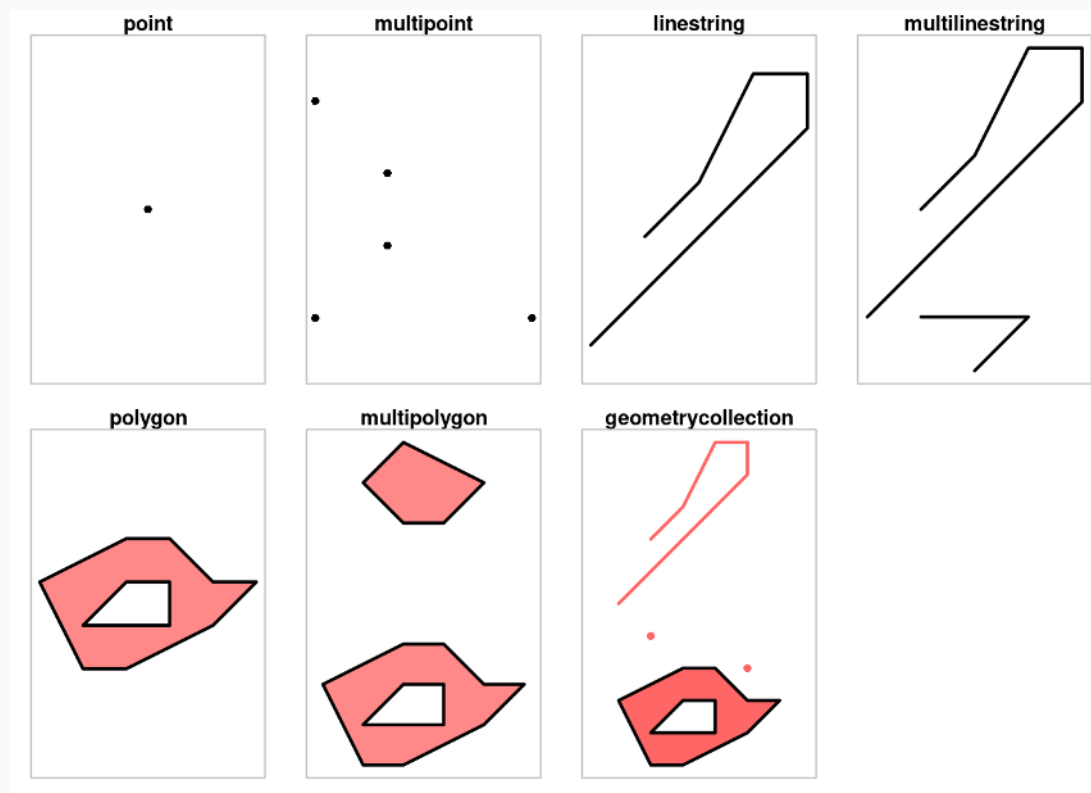 point
multipoint
linestring
multilinestring
polygon
multipolygon
geometrycollection